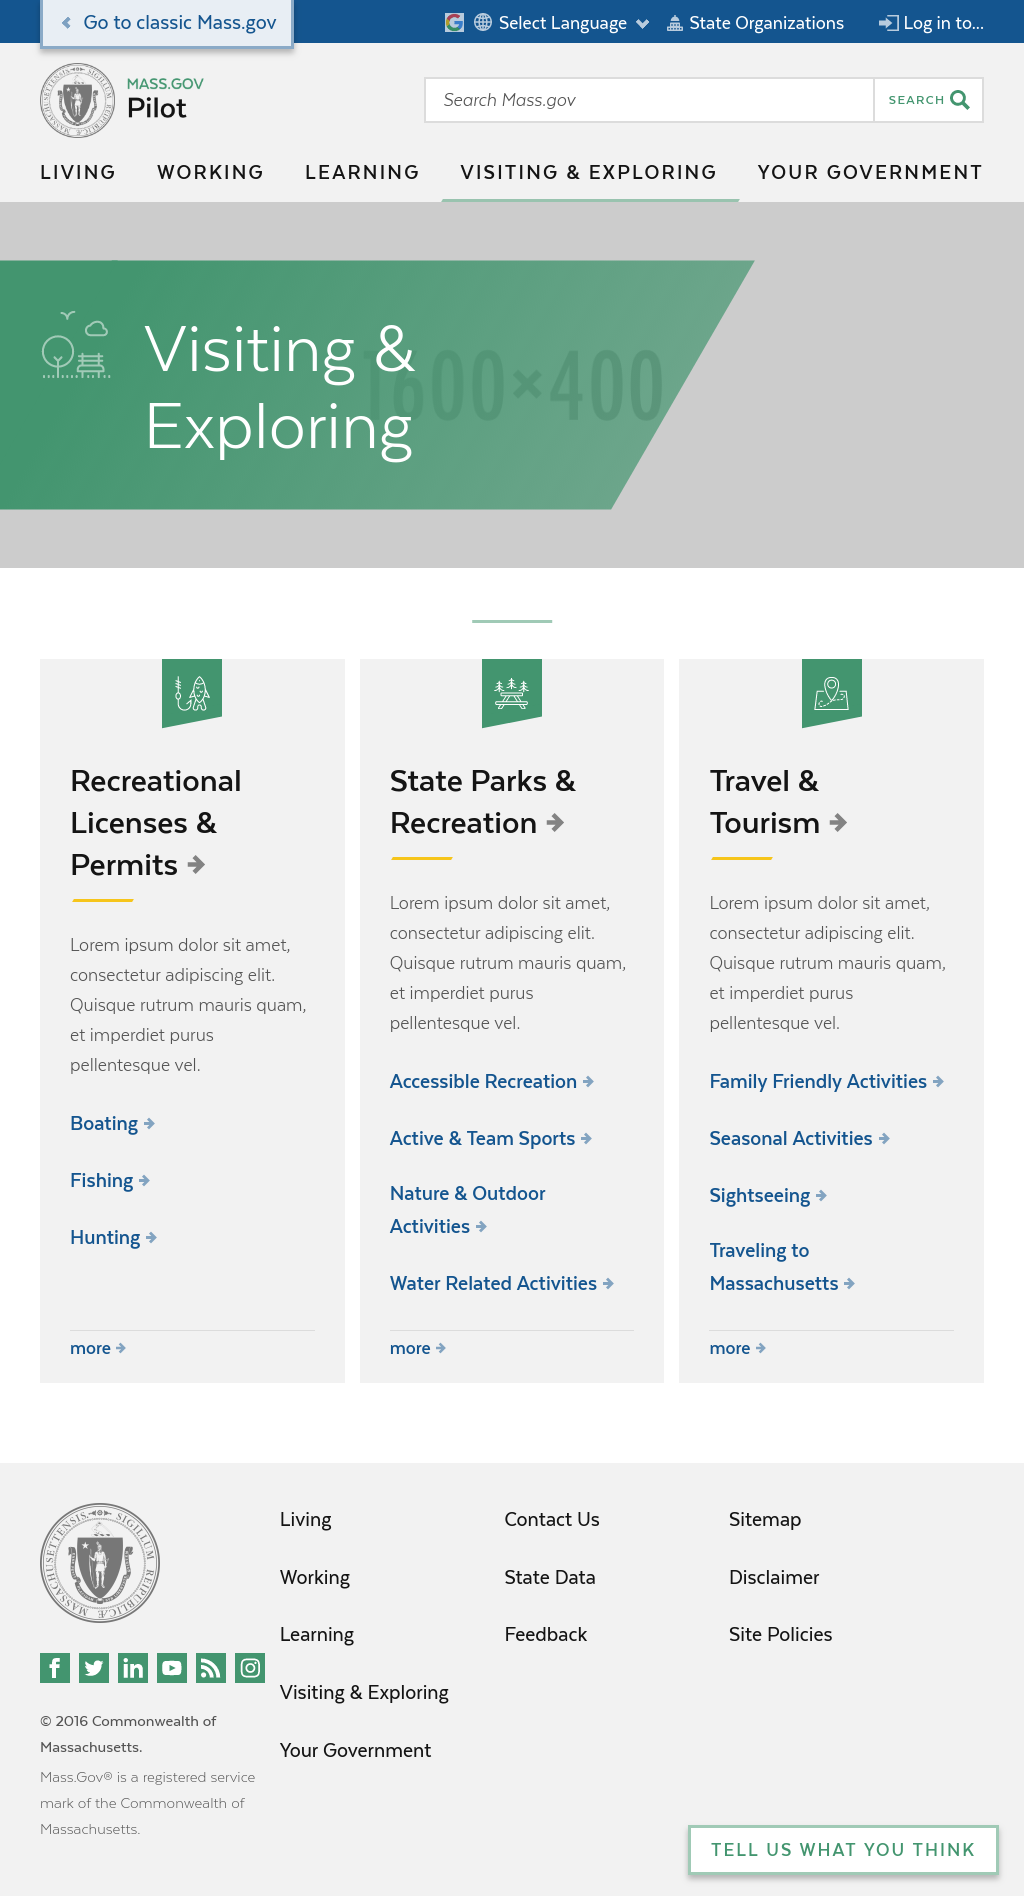 Go to classic Mass.gov
Select Language
State Organizations
Log in to...
MASS.GOV
Pilot
Search Mass.gov
SEARCH
LIVING
WORKING
LEARNING
VISITING & EXPLORING
YOUR GOVERNMENT
1600×400
Visiting &
Exploring
Recreational
Licenses &
Permits
Lorem ipsum dolor sit amet,
consectetur adipiscing elit.
Quisque rutrum mauris quam,
et imperdiet purus
pellentesque vel.
Boating
Fishing
Hunting
more
State Parks &
Recreation
Lorem ipsum dolor sit amet,
consectetur adipiscing elit.
Quisque rutrum mauris quam,
et imperdiet purus
pellentesque vel.
Accessible Recreation
Active & Team Sports
Nature & Outdoor
Activities
Water Related Activities
more
Travel &
Tourism
Lorem ipsum dolor sit amet,
consectetur adipiscing elit.
Quisque rutrum mauris quam,
et imperdiet purus
pellentesque vel.
Family Friendly Activities
Seasonal Activities
Sightseeing
Traveling to
Massachusetts
more
SIGILLUM REIPUBLICÆ MASSACHUSETTENSIS.
© 2016 Commonwealth of
Massachusetts.
Mass.Gov® is a registered service
mark of the Commonwealth of
Massachusetts.
Living
Working
Learning
Visiting & Exploring
Your Government
Contact Us
State Data
Feedback
Sitemap
Disclaimer
Site Policies
TELL US WHAT YOU THINK